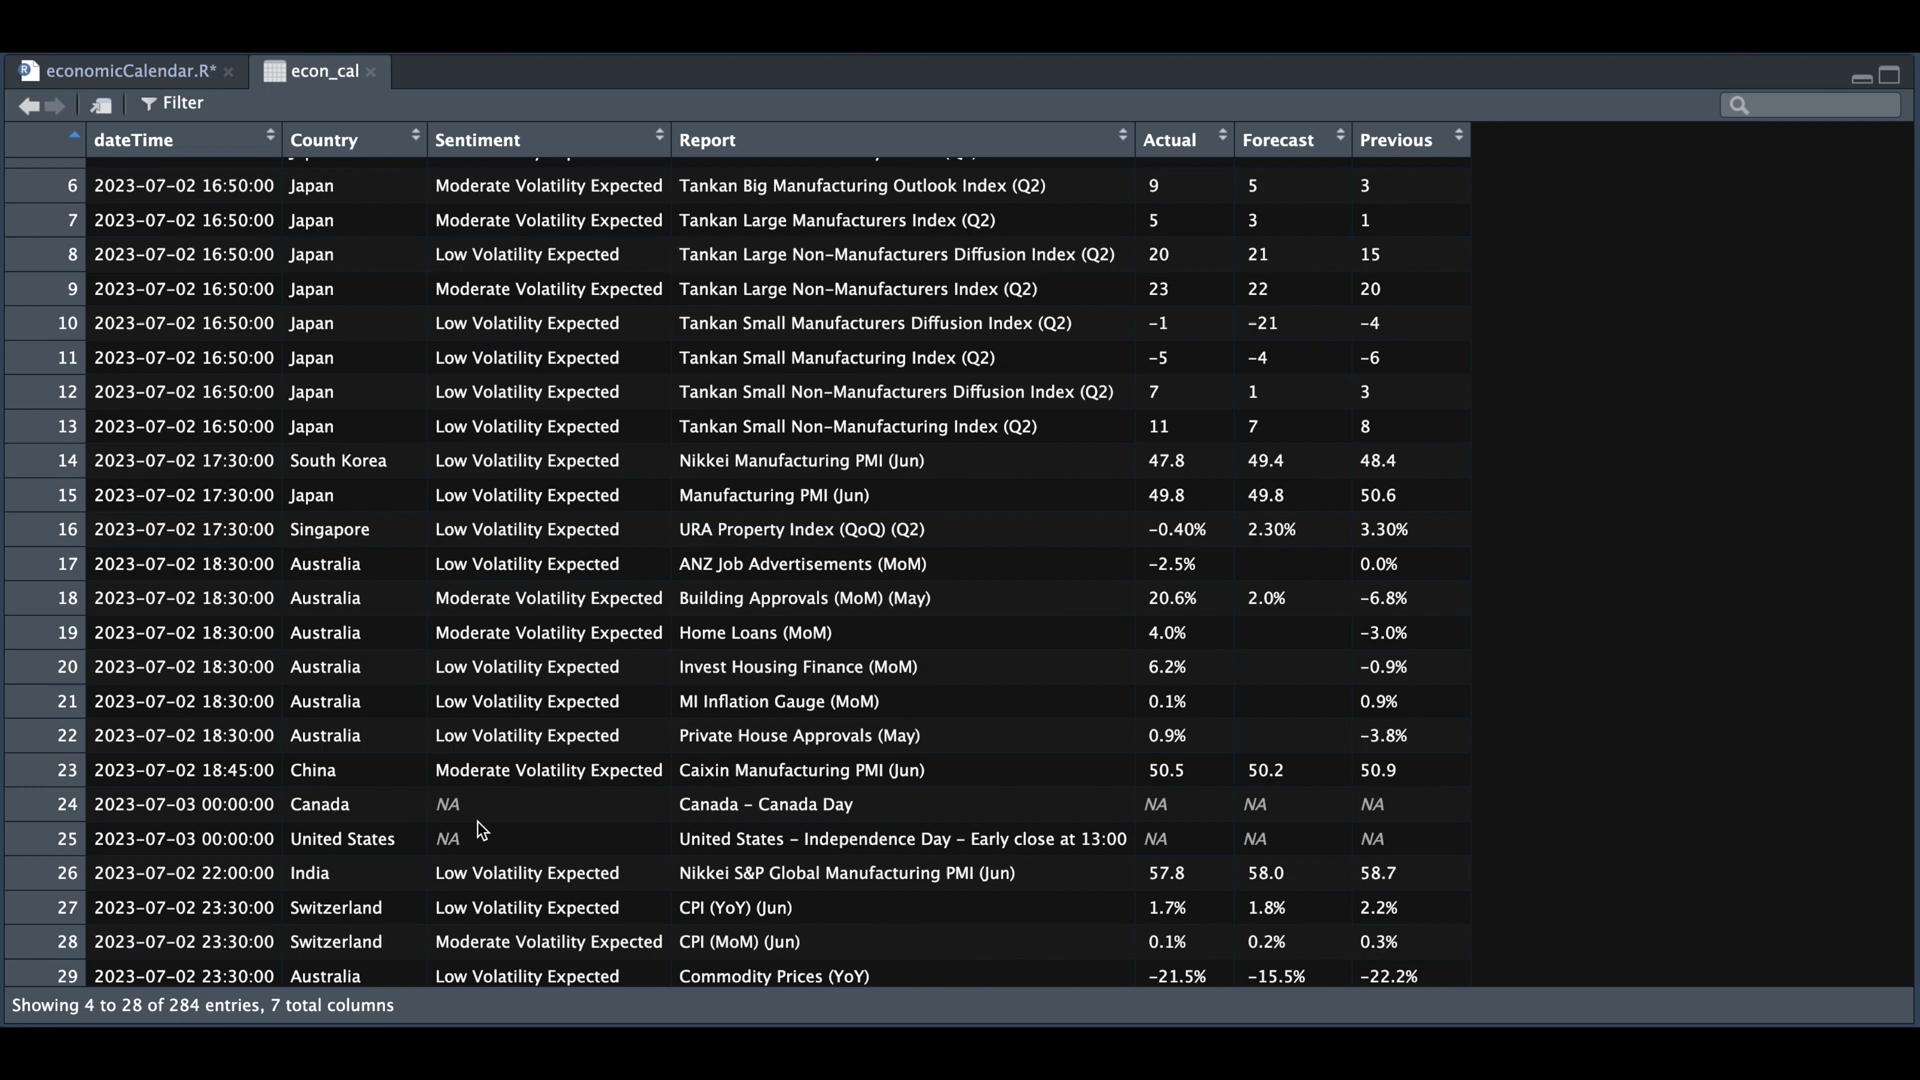 economicCalendar.R* econ_cal
Filter
dateTime Country Sentiment Report Actual Forecast Previous
6 2023-07-02 16:50:00 Japan Moderate Volatility Expected Tankan Big Manufacturing Outlook Index (Q2) 9 5 3
7 2023-07-02 16:50:00 Japan Moderate Volatility Expected Tankan Large Manufacturers Index (Q2) 5 3 1
8 2023-07-02 16:50:00 Japan Low Volatility Expected Tankan Large Non-Manufacturers Diffusion Index (Q2) 20 21 15
9 2023-07-02 16:50:00 Japan Moderate Volatility Expected Tankan Large Non-Manufacturers Index (Q2) 23 22 20
10 2023-07-02 16:50:00 Japan Low Volatility Expected Tankan Small Manufacturers Diffusion Index (Q2) -1 -21 -4
11 2023-07-02 16:50:00 Japan Low Volatility Expected Tankan Small Manufacturing Index (Q2) -5 -4 -6
12 2023-07-02 16:50:00 Japan Low Volatility Expected Tankan Small Non-Manufacturers Diffusion Index (Q2) 7 1 3
13 2023-07-02 16:50:00 Japan Low Volatility Expected Tankan Small Non-Manufacturing Index (Q2) 11 7 8
14 2023-07-02 17:30:00 South Korea Low Volatility Expected Nikkei Manufacturing PMI (Jun) 47.8 49.4 48.4
15 2023-07-02 17:30:00 Japan Low Volatility Expected Manufacturing PMI (Jun) 49.8 49.8 50.6
16 2023-07-02 17:30:00 Singapore Low Volatility Expected URA Property Index (QoQ) (Q2) -0.40% 2.30% 3.30%
17 2023-07-02 18:30:00 Australia Low Volatility Expected ANZ Job Advertisements (MoM) -2.5% 0.0%
18 2023-07-02 18:30:00 Australia Moderate Volatility Expected Building Approvals (MoM) (May) 20.6% 2.0% -6.8%
19 2023-07-02 18:30:00 Australia Moderate Volatility Expected Home Loans (MoM) 4.0% -3.0%
20 2023-07-02 18:30:00 Australia Low Volatility Expected Invest Housing Finance (MoM) 6.2% -0.9%
21 2023-07-02 18:30:00 Australia Low Volatility Expected MI Inflation Gauge (MoM) 0.1% 0.9%
22 2023-07-02 18:30:00 Australia Low Volatility Expected Private House Approvals (May) 0.9% -3.8%
23 2023-07-02 18:45:00 China Moderate Volatility Expected Caixin Manufacturing PMI (Jun) 50.5 50.2 50.9
24 2023-07-03 00:00:00 Canada NA Canada - Canada Day NA NA NA
25 2023-07-03 00:00:00 United States NA United States - Independence Day - Early close at 13:00 NA NA NA
26 2023-07-02 22:00:00 India Low Volatility Expected Nikkei S&P Global Manufacturing PMI (Jun) 57.8 58.0 58.7
27 2023-07-02 23:30:00 Switzerland Low Volatility Expected CPI (YoY) (Jun) 1.7% 1.8% 2.2%
28 2023-07-02 23:30:00 Switzerland Moderate Volatility Expected CPI (MoM) (Jun) 0.1% 0.2% 0.3%
29 2023-07-02 23:30:00 Australia Low Volatility Expected Commodity Prices (YoY) -21.5% -15.5% -22.2%
Showing 4 to 28 of 284 entries, 7 total columns